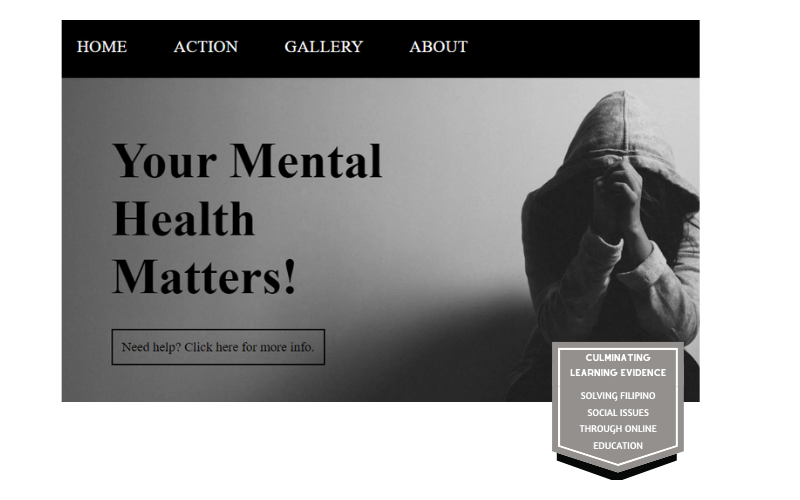 HOME ACTION GALLERY ABOUT
Your Mental
Health
Matters!
Need help? Click here for more info.
CULMINATING
LEARNING EVIDENCE
SOLVING FILIPINO
SOCIAL ISSUES
THROUGH ONLINE
EDUCATION